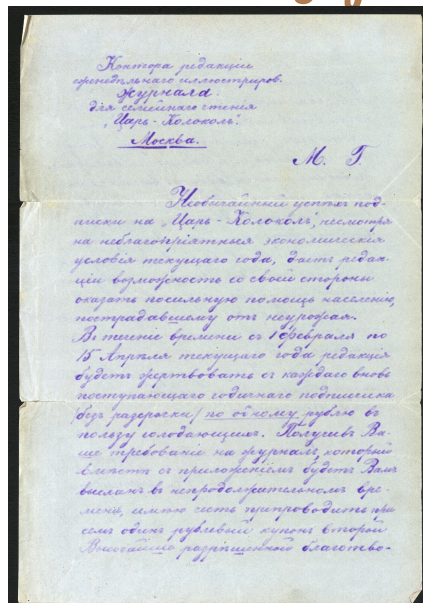 Контора редакціи
еженедѣльнаго иллюстриров.
журнала
для семейнаго чтенія
„Царь-Колоколъ".
Москва.
М. Г.
Необычайный успѣхъ под-
писки на „Царь-Колоколъ", несмотря
на неблагопріятныя экономическія
условія текущаго года, даетъ редак-
ціи возможность со своей стороны
оказать посильную помощь населенію,
пострадавшему отъ неурожая.
Въ теченіе времени съ 1 февраля по
15 Апрѣля текущаго года редакція
будетъ жертвовать съ каждаго вновь
поступающаго годичнаго подписчика
(безъ разсрочки) по одному рублю въ
пользу голодающихъ. Получивъ Ва-
ше требованіе на журналъ, который
вмѣстѣ съ приложеніемъ будетъ Вамъ
высланъ въ непродолжительномъ вре-
мени, имѣю честь препроводить при
семъ одинъ рублевый купонъ второй
Высочайше разрѣшенной благотво-